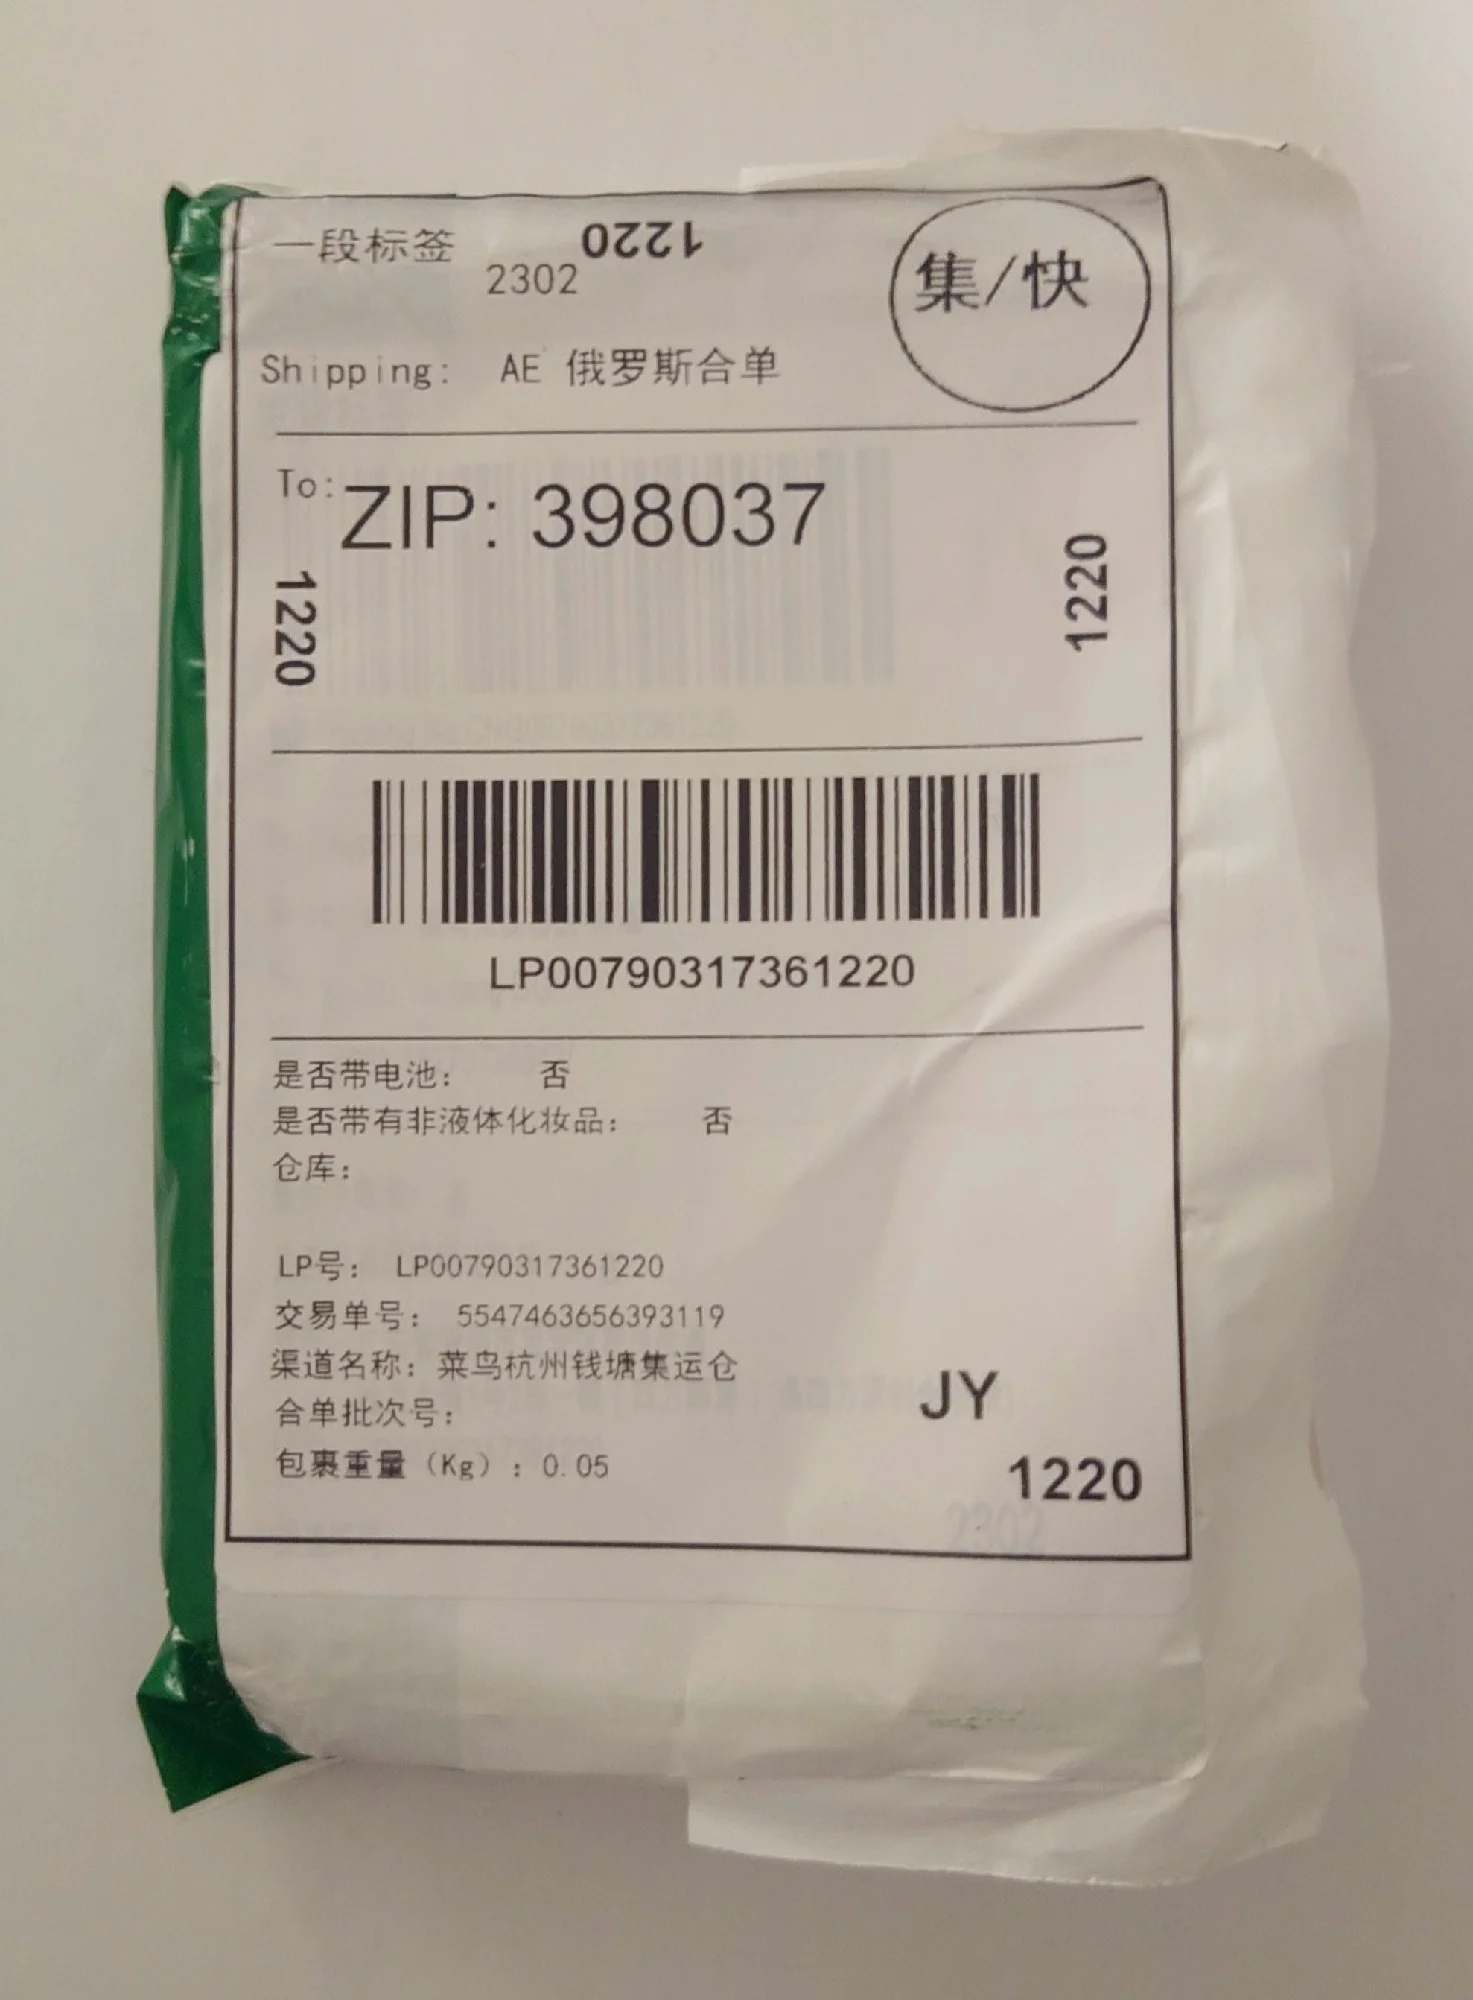 一段标签
1220
2302
集/快
Shipping: AE 俄罗斯合单
To:
ZIP: 398037
1220
1220
LP00790317361220
是否带电池: 否
是否带有非液体化妆品: 否
仓库:
LP号: LP00790317361220
交易单号: 5547463656393119
渠道名称: 菜鸟杭州钱塘集运仓
合单批次号:
包裹重量（Kg）: 0.05
JY
1220
2302